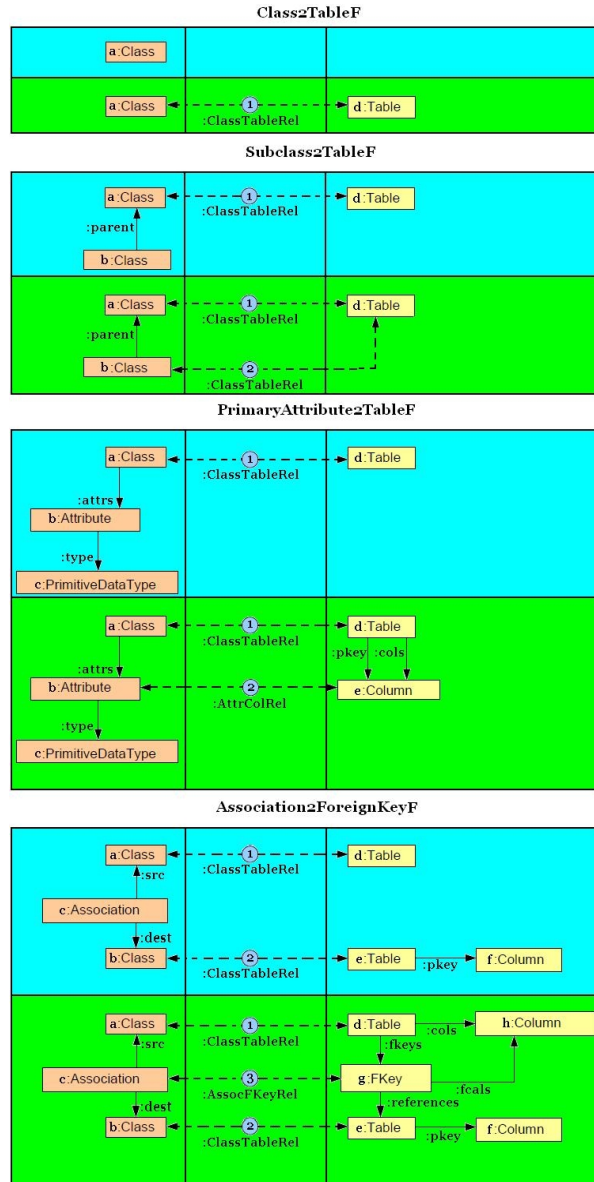 Class2TableF
a:Class
a:Class 1 d:Table
:ClassTableRel
Subclass2TableF
a:Class 1 d:Table
:ClassTableRel
:parent
b:Class
a:Class 1 d:Table
:ClassTableRel
:parent
b:Class 2
:ClassTableRel
PrimaryAttribute2TableF
a:Class 1 d:Table
:ClassTableRel
:attrs
b:Attribute
:type
c:PrimitiveDataType
a:Class 1 d:Table
:ClassTableRel :pkey :cols
:attrs
b:Attribute 2 e:Column
:AttrColRel
:type
c:PrimitiveDataType
Association2ForeignKeyF
a:Class 1 d:Table
:ClassTableRel
:src
c:Association
:dest
b:Class 2 e:Table f:Column
:ClassTableRel :pkey
a:Class 1 d:Table h:Column
:ClassTableRel :cols
:src :fkeys
c:Association 3 g:FKey
:AssocFKeyRel :fcals
:dest :references
b:Class 2 e:Table f:Column
:ClassTableRel :pkey